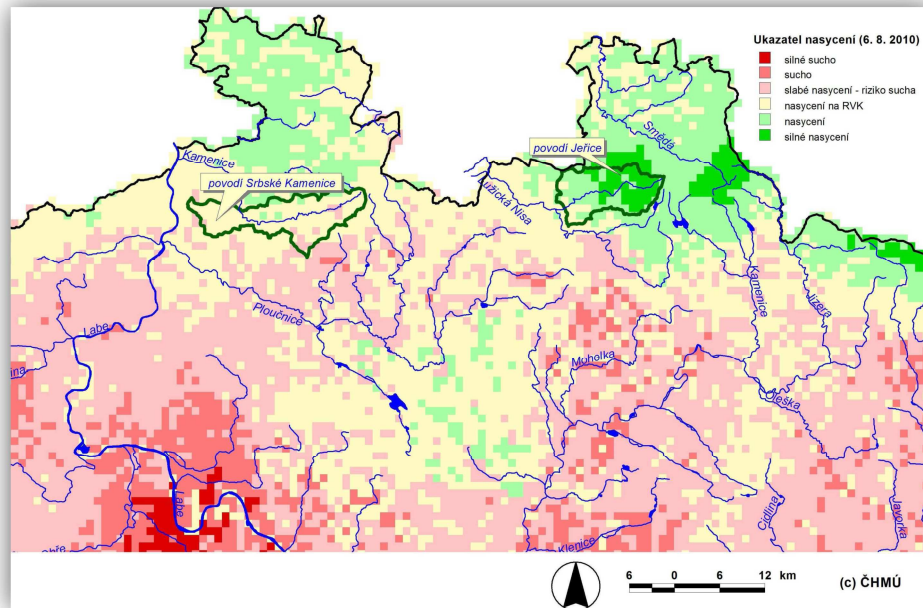 Ukazatel nasycení (6. 8. 2010)
silné sucho
sucho
slabé nasycení - riziko sucha
nasycení na RVK
nasycení
silné nasycení
Smědá
povodí Jeřice
Kamenice
povodí Srbské Kamenice
Lužická Nisa
Kamenice
Jizera
Ploučnice
Labe
Mohelka
ina
Oleška
Labe
Cidlina
Javorka
Klenice
6 0 6 12 km
(c) ČHMÚ